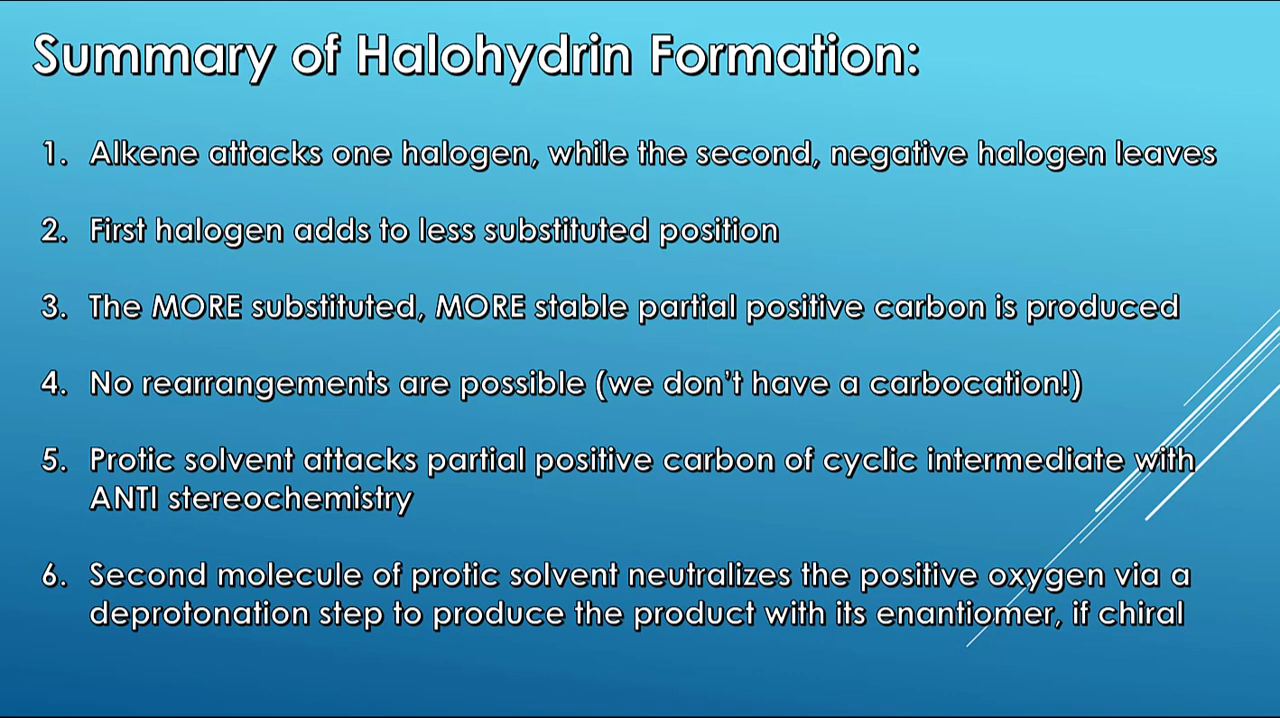 Summary of Halohydrin Formation:
1. Alkene attacks one halogen, while the second, negative halogen leaves
2. First halogen adds to less substituted position
3. The MORE substituted, MORE stable partial positive carbon is produced
4. No rearrangements are possible (we don't have a carbocation!)
5. Protic solvent attacks partial positive carbon of cyclic intermediate with
ANTI stereochemistry
6. Second molecule of protic solvent neutralizes the positive oxygen via a
deprotonation step to produce the product with its enantiomer, if chiral